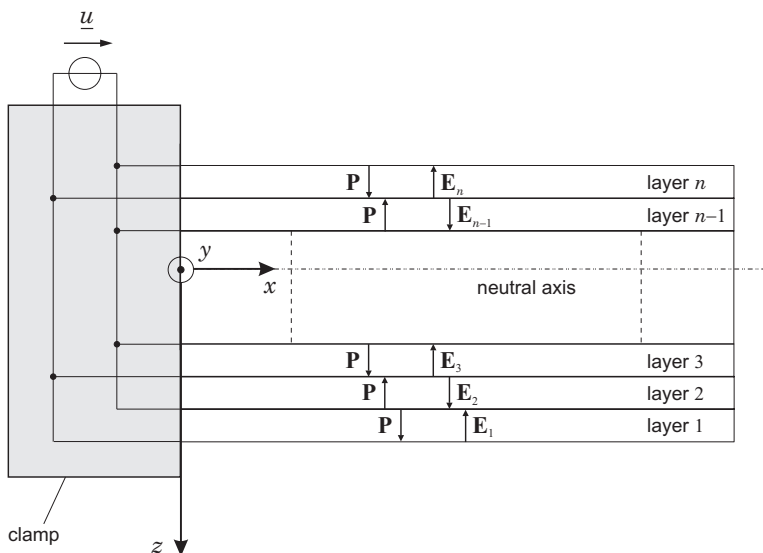 u
P
E_n
layer n
P
E_{n−1}
layer n−1
y
x
neutral axis
P
E_3
layer 3
P
E_2
layer 2
P
E_1
layer 1
clamp
z